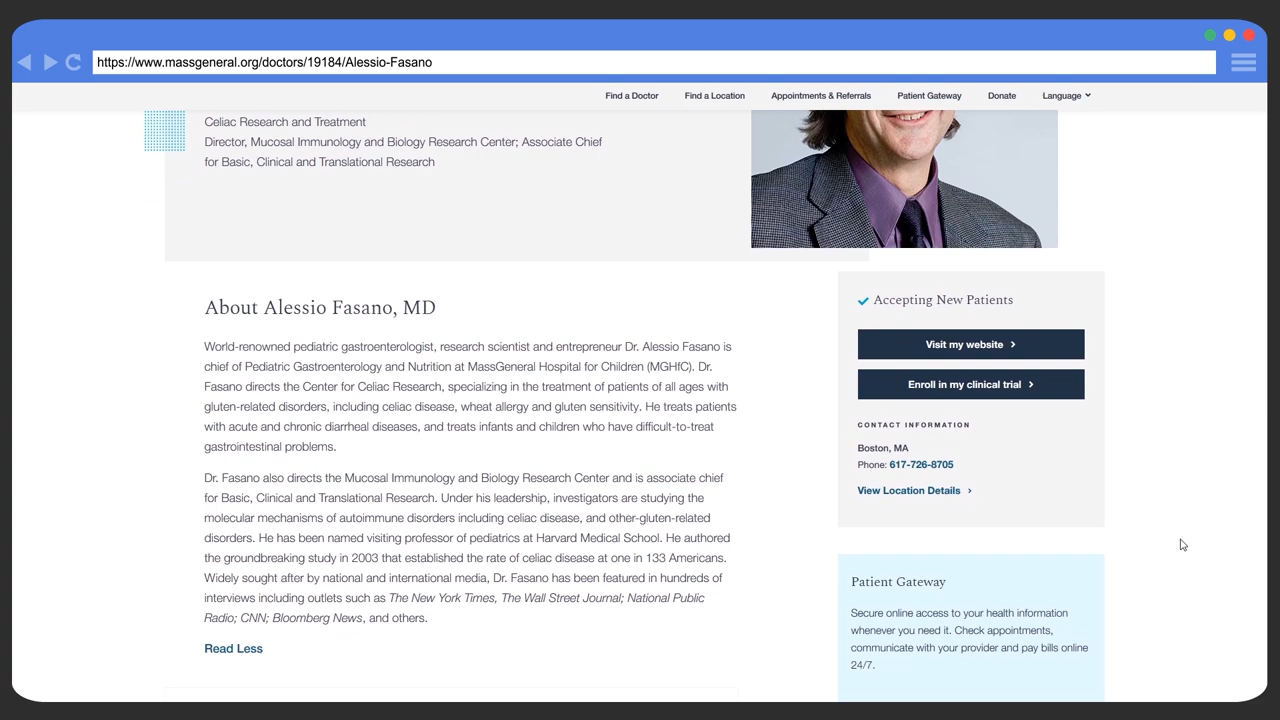 https://www.massgeneral.org/doctors/19184/Alessio-Fasano
Find a Doctor Find a Location Appointments & Referrals Patient Gateway Donate Language
Celiac Research and Treatment
Director, Mucosal Immunology and Biology Research Center; Associate Chief
for Basic, Clinical and Translational Research
About Alessio Fasano, MD
World-renowned pediatric gastroenterologist, research scientist and entrepreneur Dr. Alessio Fasano is
chief of Pediatric Gastroenterology and Nutrition at MassGeneral Hospital for Children (MGHfC). Dr.
Fasano directs the Center for Celiac Research, specializing in the treatment of patients of all ages with
gluten-related disorders, including celiac disease, wheat allergy and gluten sensitivity. He treats patients
with acute and chronic diarrheal diseases, and treats infants and children who have difficult-to-treat
gastrointestinal problems.
Dr. Fasano also directs the Mucosal Immunology and Biology Research Center and is associate chief
for Basic, Clinical and Translational Research. Under his leadership, investigators are studying the
molecular mechanisms of autoimmune disorders including celiac disease, and other-gluten-related
disorders. He has been named visiting professor of pediatrics at Harvard Medical School. He authored
the groundbreaking study in 2003 that established the rate of celiac disease at one in 133 Americans.
Widely sought after by national and international media, Dr. Fasano has been featured in hundreds of
interviews including outlets such as The New York Times, The Wall Street Journal; National Public
Radio; CNN; Bloomberg News, and others.
Read Less
Accepting New Patients
Visit my website
Enroll in my clinical trial
CONTACT INFORMATION
Boston, MA
Phone: 617-726-8705
View Location Details
Patient Gateway
Secure online access to your health information
whenever you need it. Check appointments,
communicate with your provider and pay bills online
24/7.